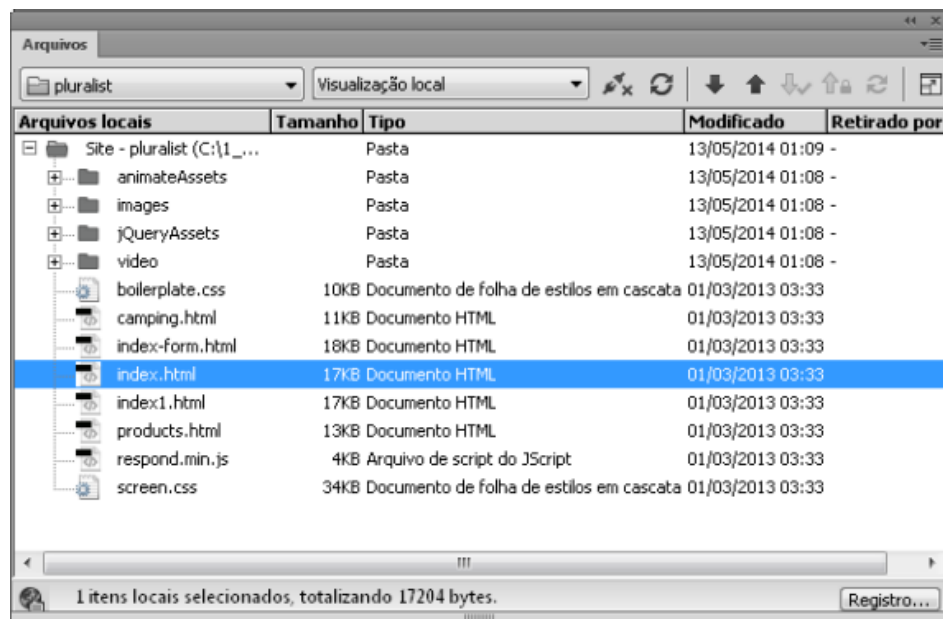 Arquivos
pluralist Visualização local
Arquivos locais Tamanho Tipo Modificado Retirado por
Site - pluralist (C:\1_... Pasta 13/05/2014 01:09 -
animateAssets Pasta 13/05/2014 01:08 -
images Pasta 13/05/2014 01:08 -
jQueryAssets Pasta 13/05/2014 01:08 -
video Pasta 13/05/2014 01:08 -
boilerplate.css 10KB Documento de folha de estilos em cascata 01/03/2013 03:33
camping.html 11KB Documento HTML 01/03/2013 03:33
index-form.html 18KB Documento HTML 01/03/2013 03:33
index.html 17KB Documento HTML 01/03/2013 03:33
index1.html 17KB Documento HTML 01/03/2013 03:33
products.html 13KB Documento HTML 01/03/2013 03:33
respond.min.js 4KB Arquivo de script do JScript 01/03/2013 03:33
screen.css 34KB Documento de folha de estilos em cascata 01/03/2013 03:33
1 itens locais selecionados, totalizando 17204 bytes. Registro...